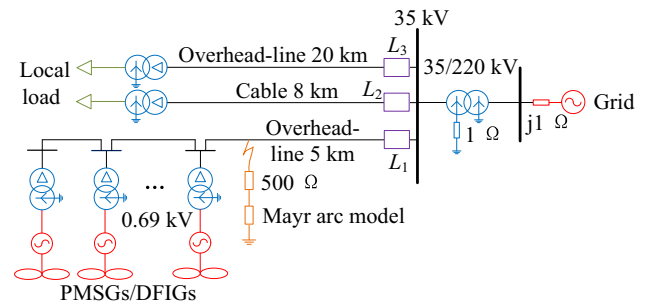 35 kV
Overhead-line 20 km
L3
35/220 kV
Local
load
Cable 8 km
L2
Grid
j1 Ω
1 Ω
Overhead-
line 5 km
L1
500 Ω
...
0.69 kV
Mayr arc model
PMSGs/DFIGs